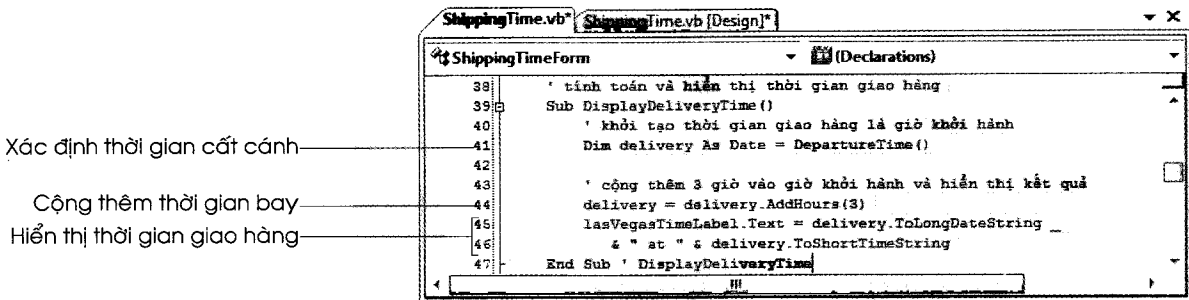 ShippingTime.vb* ShippingTime.vb [Design]*
ShippingTimeForm (Declarations)
38 ' tính toán và hiển thị thời gian giao hàng
39 Sub DisplayDeliveryTime()
40 ' khởi tạo thời gian giao hàng là giờ khởi hành
Xác định thời gian cất cánh
41 Dim delivery As Date = DepartureTime()
42
43 ' cộng thêm 3 giờ vào giờ khởi hành và hiển thị kết quả
Cộng thêm thời gian bay
44 delivery = delivery.AddHours(3)
Hiển thị thời gian giao hàng
45 lasVegasTimeLabel.Text = delivery.ToLongDateString _
46 & " at " & delivery.ToShortTimeString
47 End Sub ' DisplayDeliveryTime